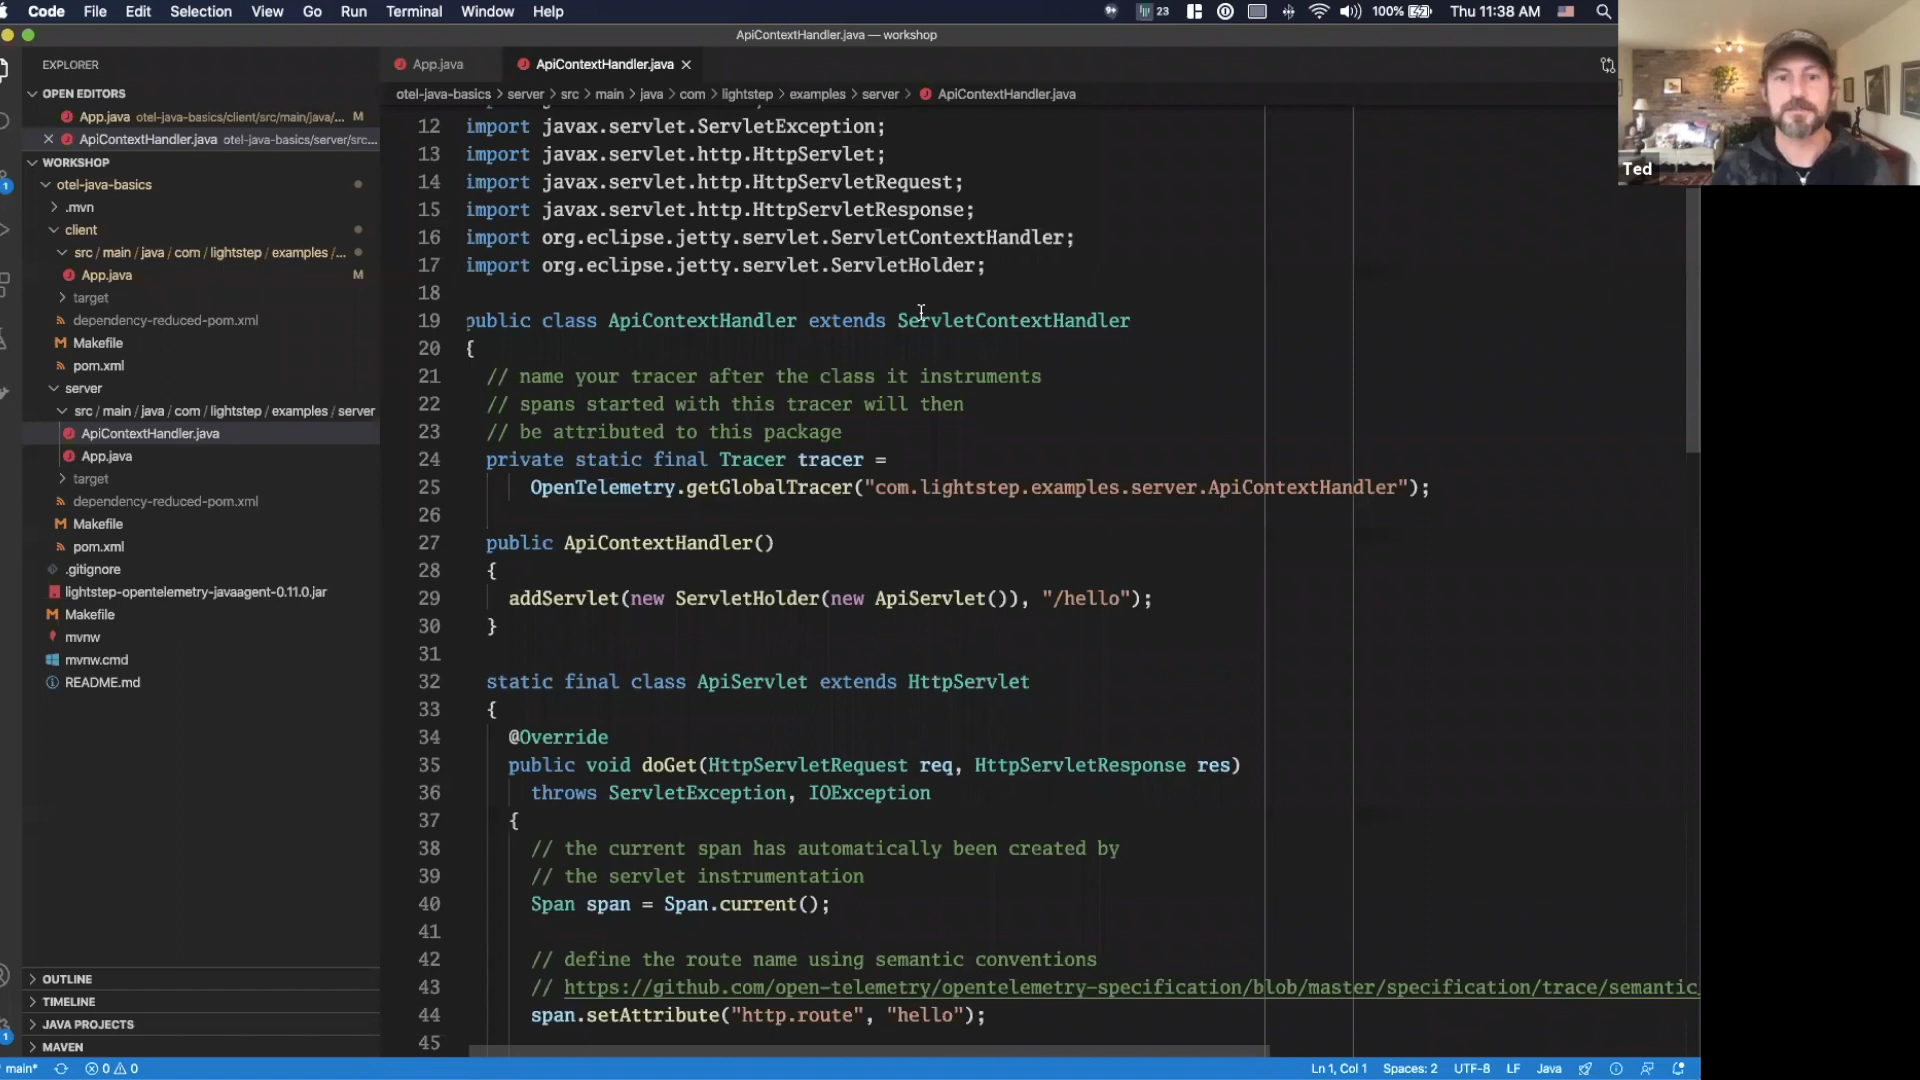 Code File Edit Selection View Go Run Terminal Window Help
23 100% Thu 11:38 AM
ApiContextHandler.java — workshop
EXPLORER
OPEN EDITORS
App.java otel-java-basics/client/src/main/java/... M
ApiContextHandler.java otel-java-basics/server/src...
WORKSHOP
otel-java-basics
.mvn
client
src / main / java / com / lightstep / examples /...
App.java M
target
dependency-reduced-pom.xml
Makefile
pom.xml
server
src / main / java / com / lightstep / examples / server
ApiContextHandler.java
App.java
target
dependency-reduced-pom.xml
Makefile
pom.xml
.gitignore
lightstep-opentelemetry-javaagent-0.11.0.jar
Makefile
mvnw
mvnw.cmd
README.md
OUTLINE
TIMELINE
JAVA PROJECTS
MAVEN
App.java ApiContextHandler.java
otel-java-basics > server > src > main > java > com > lightstep > examples > server > ApiContextHandler.java
12 import javax.servlet.ServletException;
13 import javax.servlet.http.HttpServlet;
14 import javax.servlet.http.HttpServletRequest;
15 import javax.servlet.http.HttpServletResponse;
16 import org.eclipse.jetty.servlet.ServletContextHandler;
17 import org.eclipse.jetty.servlet.ServletHolder;
18
19 public class ApiContextHandler extends ServletContextHandler
20 {
21 // name your tracer after the class it instruments
22 // spans started with this tracer will then
23 // be attributed to this package
24 private static final Tracer tracer =
25 OpenTelemetry.getGlobalTracer("com.lightstep.examples.server.ApiContextHandler");
26
27 public ApiContextHandler()
28 {
29 addServlet(new ServletHolder(new ApiServlet()), "/hello");
30 }
31
32 static final class ApiServlet extends HttpServlet
33 {
34 @Override
35 public void doGet(HttpServletRequest req, HttpServletResponse res)
36 throws ServletException, IOException
37 {
38 // the current span has automatically been created by
39 // the servlet instrumentation
40 Span span = Span.current();
41
42 // define the route name using semantic conventions
43 // https://github.com/open-telemetry/opentelemetry-specification/blob/master/specification/trace/semantic_
44 span.setAttribute("http.route", "hello");
45
Ted
main* 0 0 Ln 1, Col 1 Spaces: 2 UTF-8 LF Java